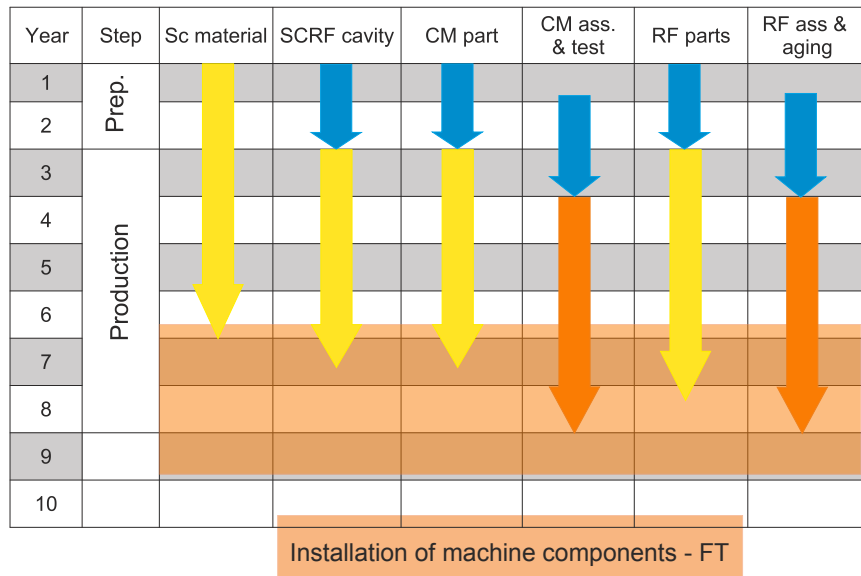 Year Step Sc material SCRF cavity CM part CM ass. & test RF parts RF ass & aging
1
Prep.
2
3
Production
4
5
6
7
8
9
10
Installation of machine components - FT